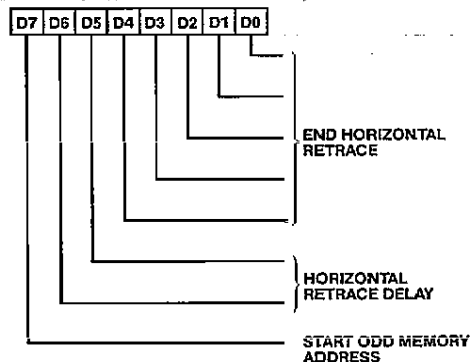 D7 D6 D5 D4 D3 D2 D1 D0
END HORIZONTAL
RETRACE
HORIZONTAL
RETRACE DELAY
START ODD MEMORY
ADDRESS